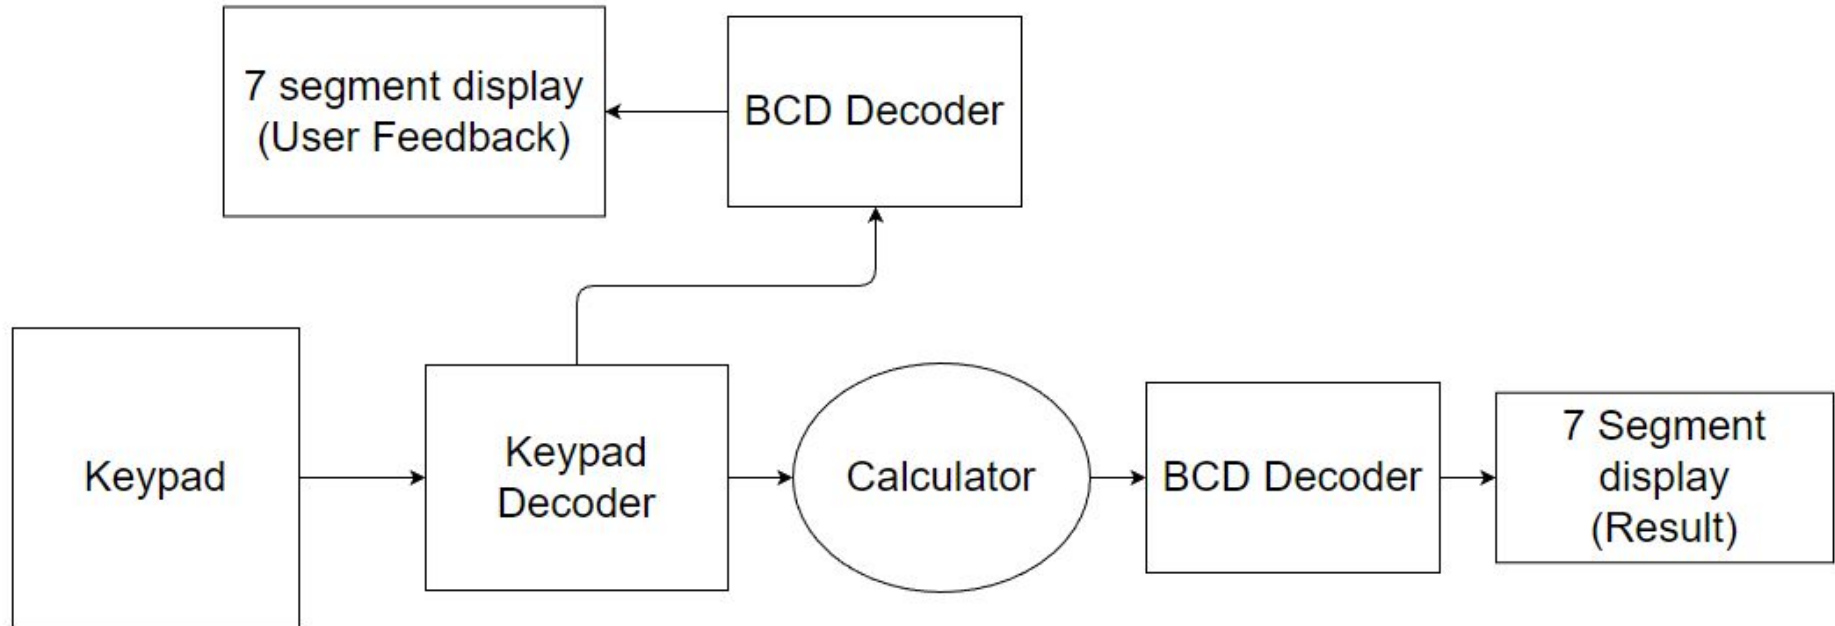 7 segment display
(User Feedback)
BCD Decoder
Keypad
Keypad
Decoder
Calculator
BCD Decoder
7 Segment
display
(Result)